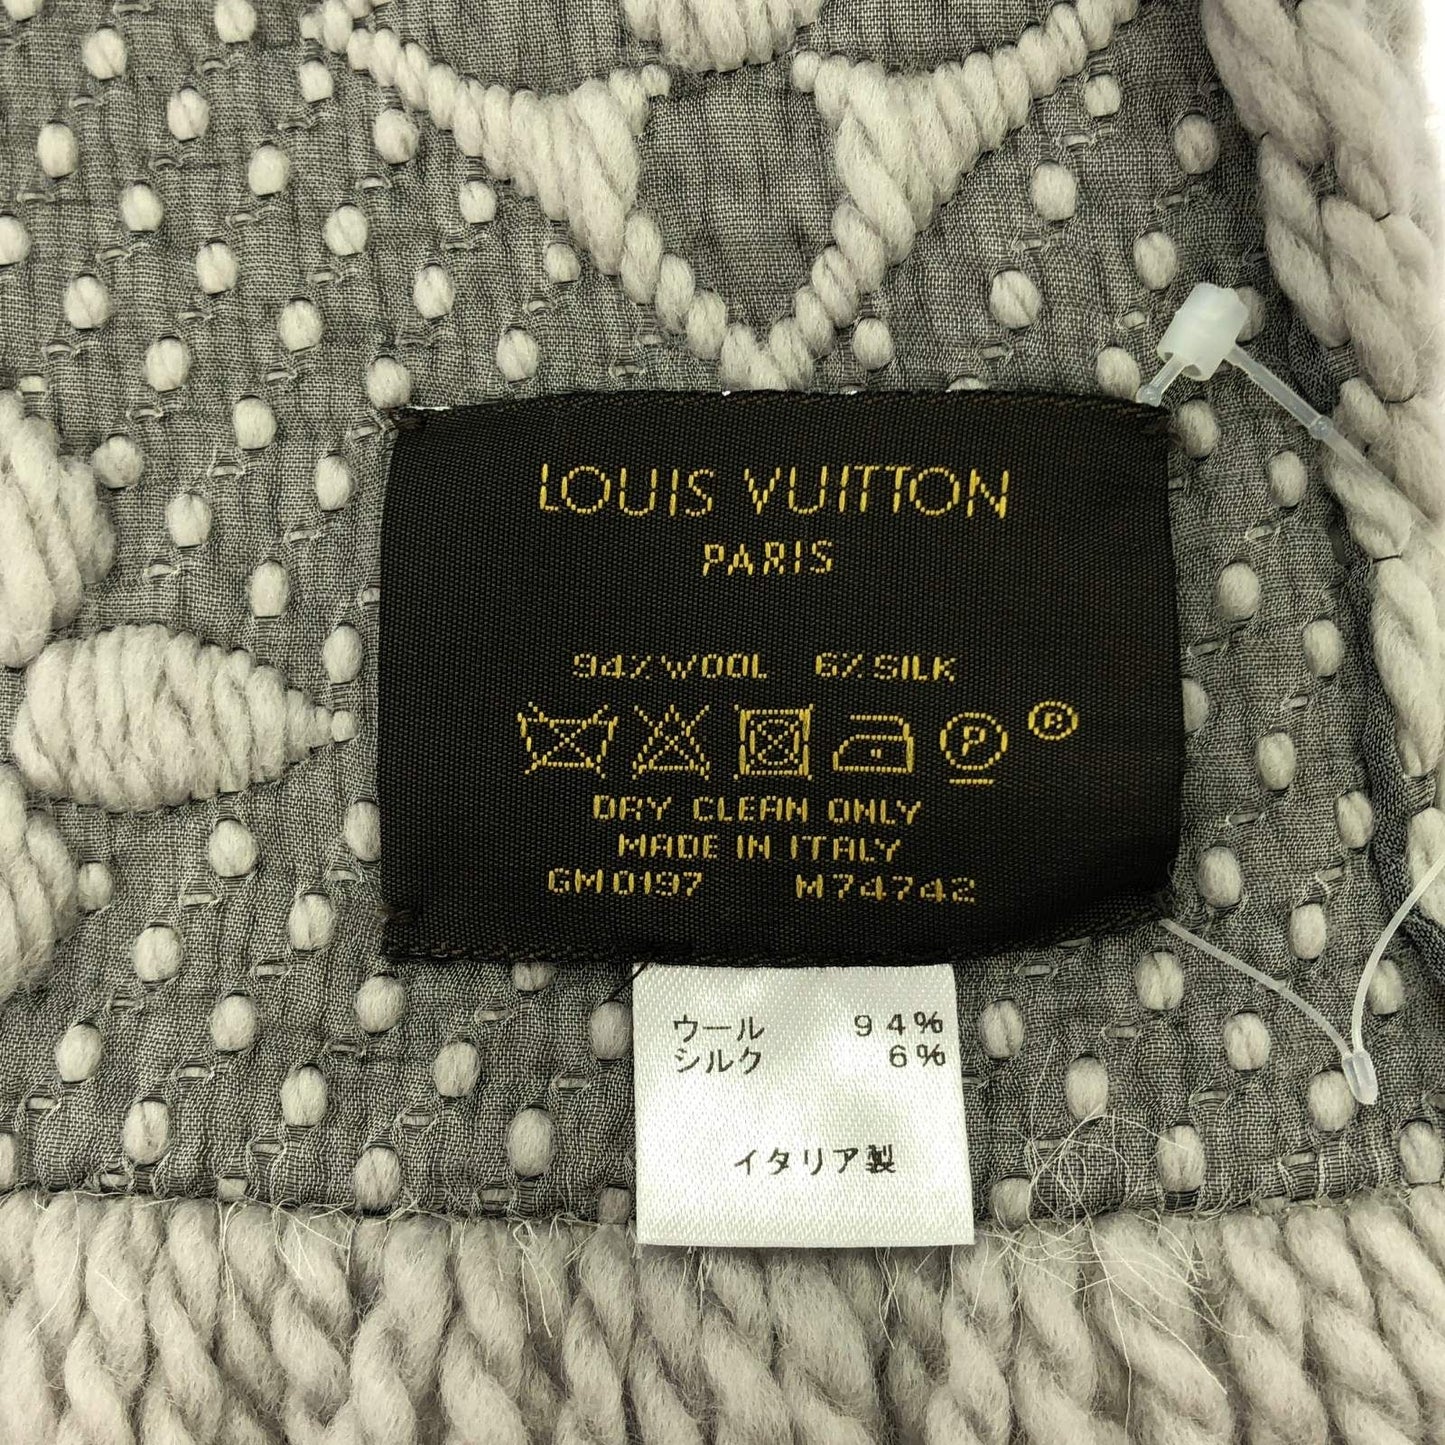 LOUIS VUITTON
PARIS
94% WOOL 6% SILK
P ®
DRY CLEAN ONLY
MADE IN ITALY
GM0197 M74742
ウール 94%
シルク 6%
イタリア製